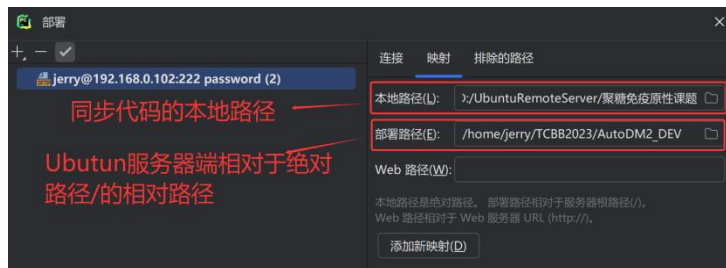 部署
jerry@192.168.0.102:222 password (2)
连接 映射 排除的路径
同步代码的本地路径
本地路径(L): ):/UbuntuRemoteServer/聚糖免疫原性课题
部署路径(E): /home/jerry/TCBB2023/AutoDM2_DEV
Ubutun服务器端相对于绝对
路径/的相对路径
Web 路径(W):
本地路径是绝对路径。 部署路径相对于服务器根路径(/)。
Web 路径相对于 Web 服务器 URL (http://)。
添加新映射(D)